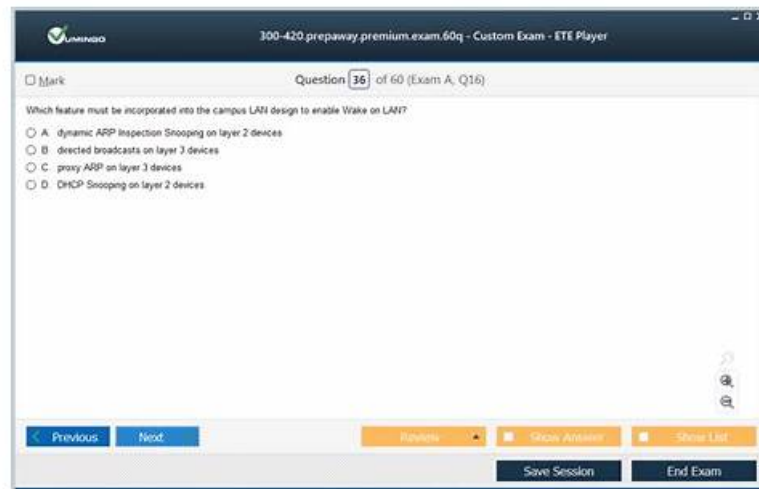 VUMINGO
300-420.prepaway.premium.exam.60q - Custom Exam - ETE Player
Mark
Question 36 of 60 (Exam A, Q16)
Which feature must be incorporated into the campus LAN design to enable Wake on LAN?
A. dynamic ARP Inspection Snooping on layer 2 devices
B. directed broadcasts on layer 3 devices
C. proxy ARP on layer 3 devices
D. DHCP Snooping on layer 2 devices
Previous
Next
Review
Show Answer
Show List
Save Session
End Exam